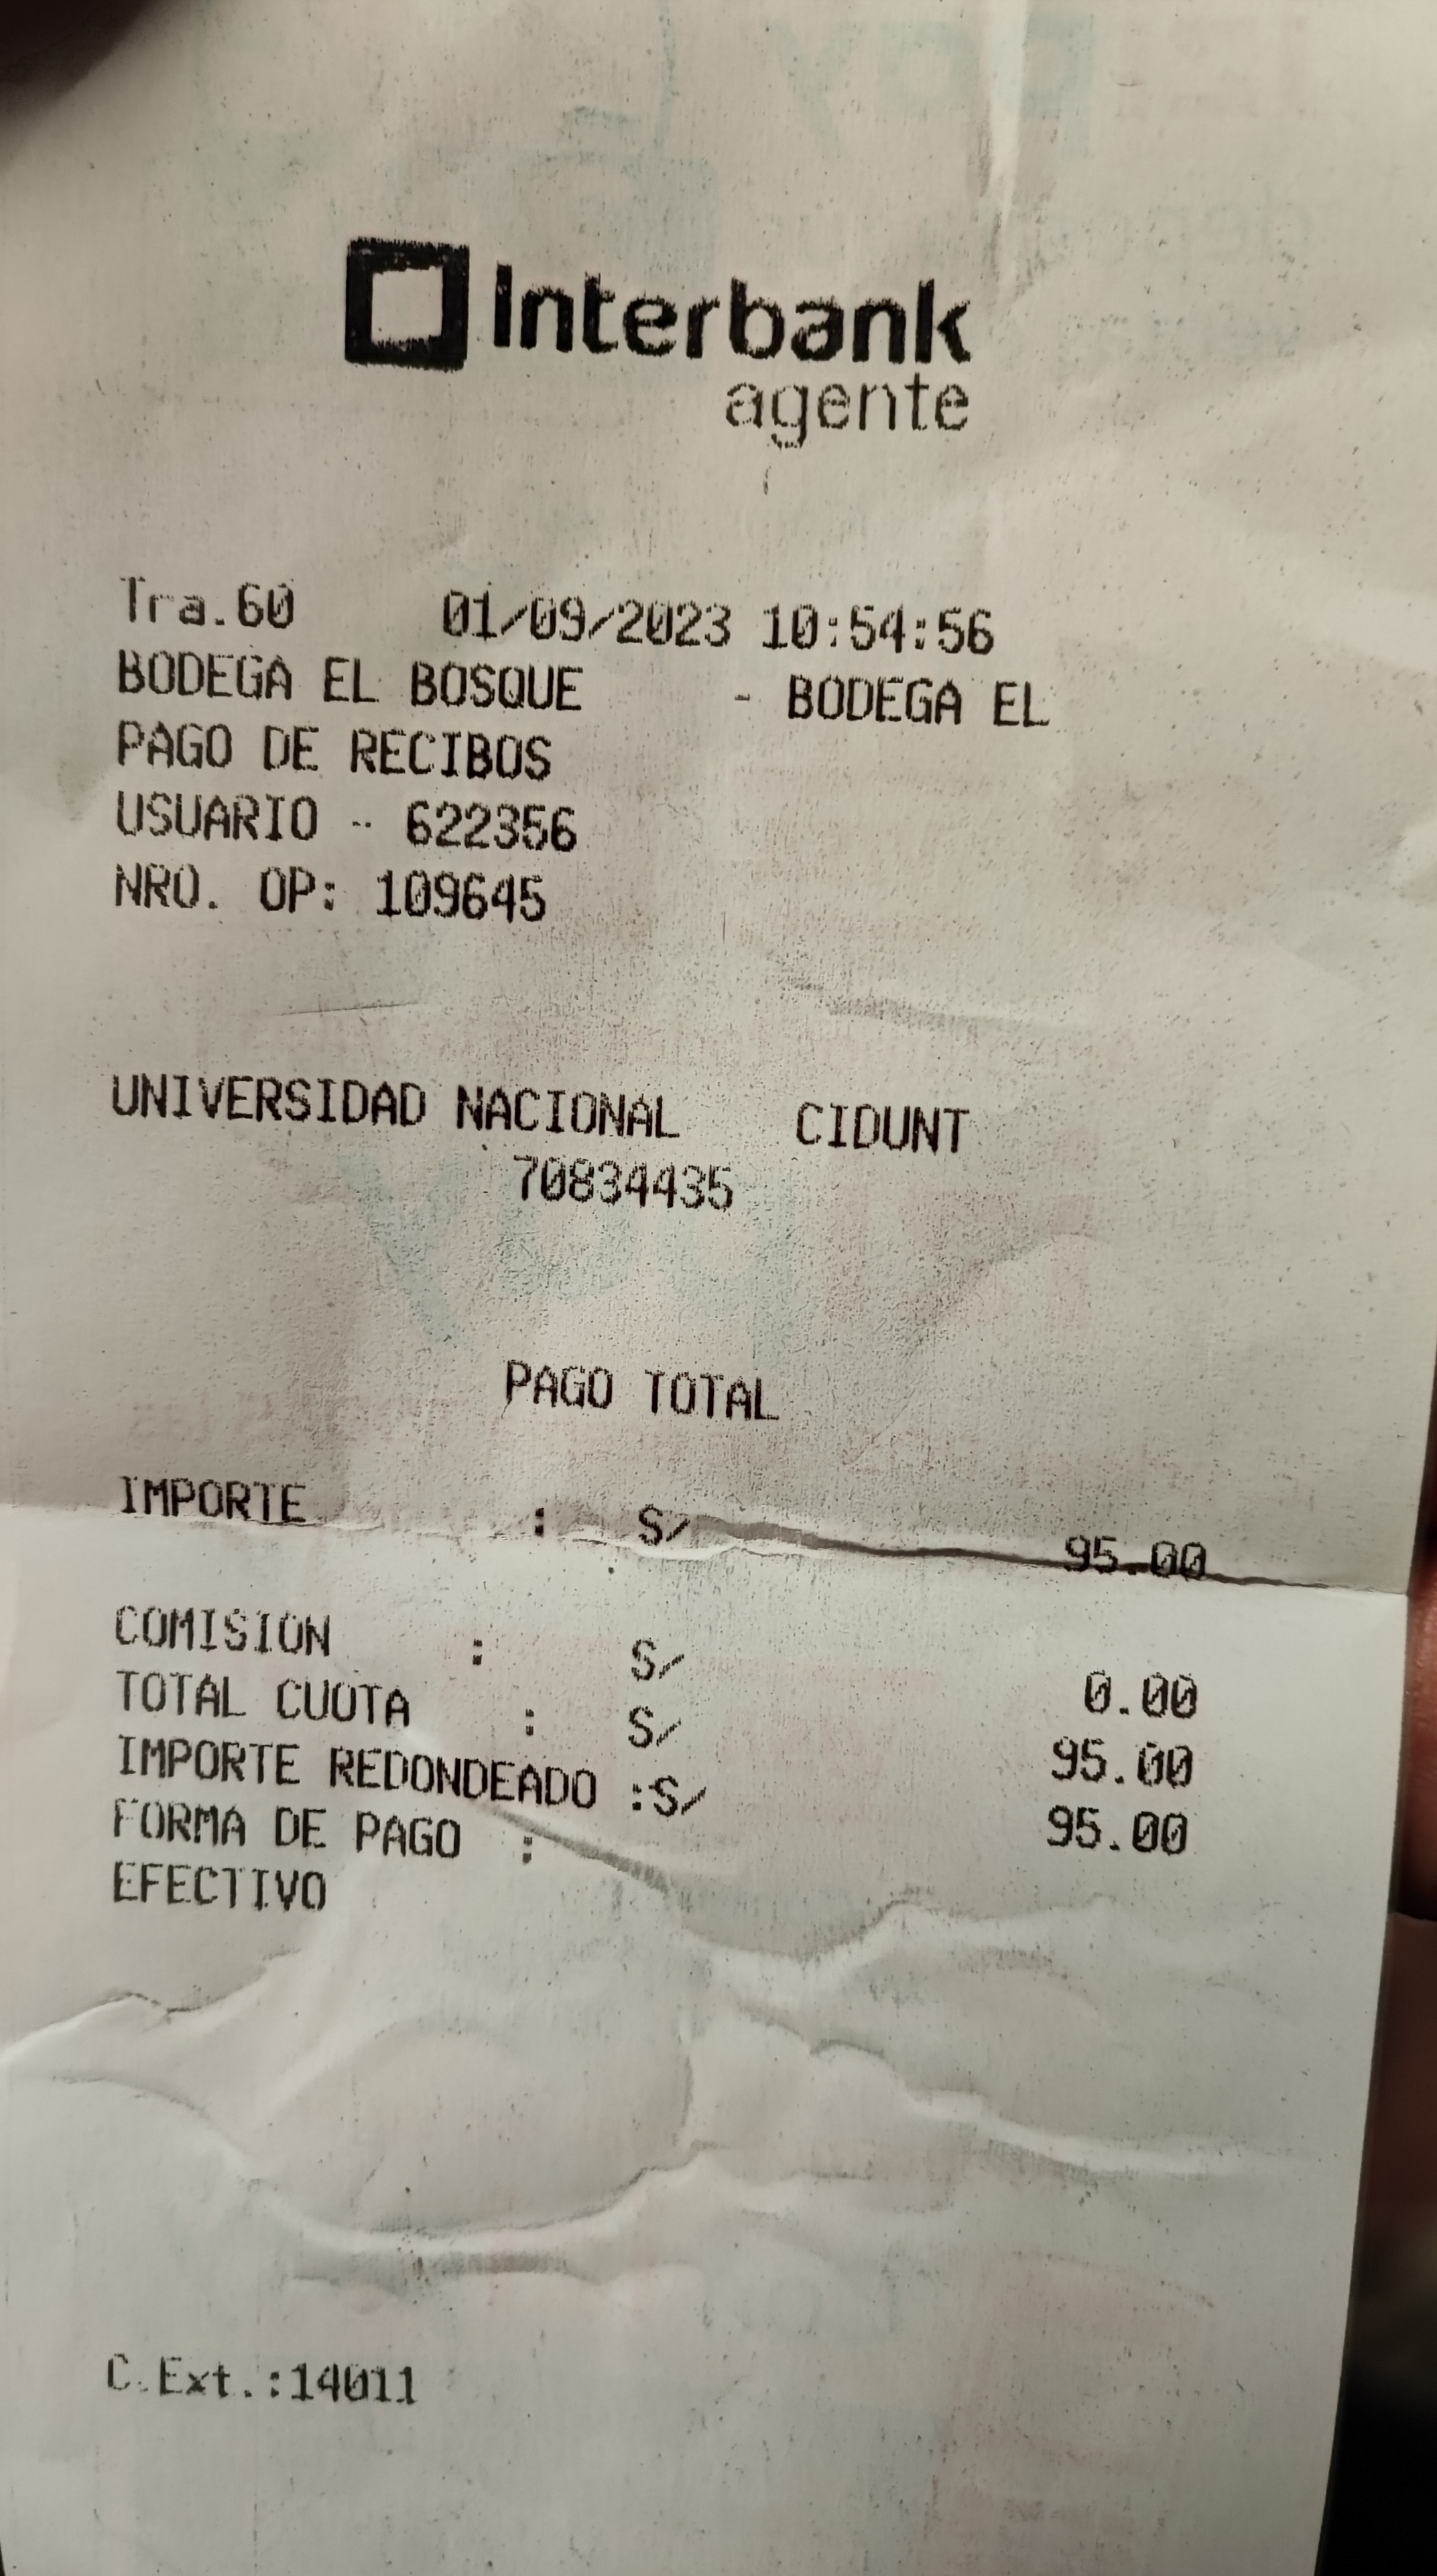 Interbank
agente
Tra.60 01/09/2023 10:54:56
BODEGA EL BOSQUE - BODEGA EL
PAGO DE RECIBOS
USUARIO - 622356
NRO. OP: 109645
UNIVERSIDAD NACIONAL CIDUNT
70834435
PAGO TOTAL
IMPORTE : S/ 95.00
COMISION : S/ 0.00
TOTAL CUOTA : S/ 95.00
IMPORTE REDONDEADO :S/ 95.00
FORMA DE PAGO :
EFECTIVO
C.Ext.:14011